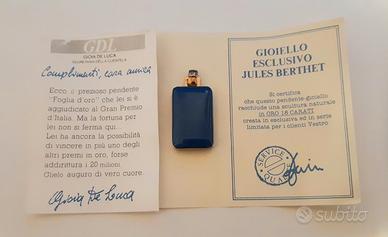 GDL
GIOIA DE LUCA
Complimenti, cara amica
Ecco il prezioso pendente
"Foglia d'oro" che lei si è
aggiudicato al Gran Premio
d'Italia. Ma la fortuna per
lei non si ferma qui...
Lei ha ancora la possibilità
di vincere in più uno degli
altri premi in oro, forse
addirittura i 20 milioni.
Glielo auguro di vero cuore
Gioia De Luca
GIOIELLO
ESCLUSIVO
JULES BERTHET
Si certifica
che questo pendente-gioiello
racchiude una scultura naturale
in ORO 18 CARATI
creata in esclusiva ed in serie
limitata per i clienti Vestro
SERVICE
subito